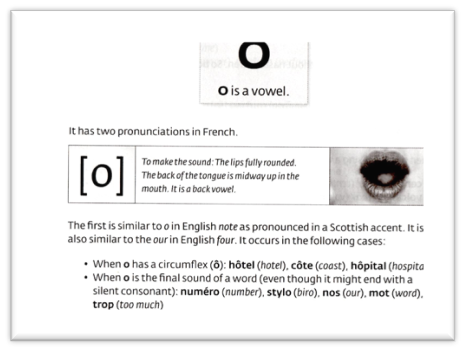 o
O is a vowel.
It has two pronunciations in French.
[o]
To make the sound: The lips fully rounded.
The back of the tongue is midway up in the
mouth. It is a back vowel.
The first is similar to o in English note as pronounced in a Scottish accent. It is
also similar to the our in English four. It occurs in the following cases:
• When o has a circumflex (ô): hôtel (hotel), côte (coast), hôpital (hospita
• When o is the final sound of a word (even though it might end with a
silent consonant): numéro (number), stylo (biro), nos (our), mot (word),
trop (too much)